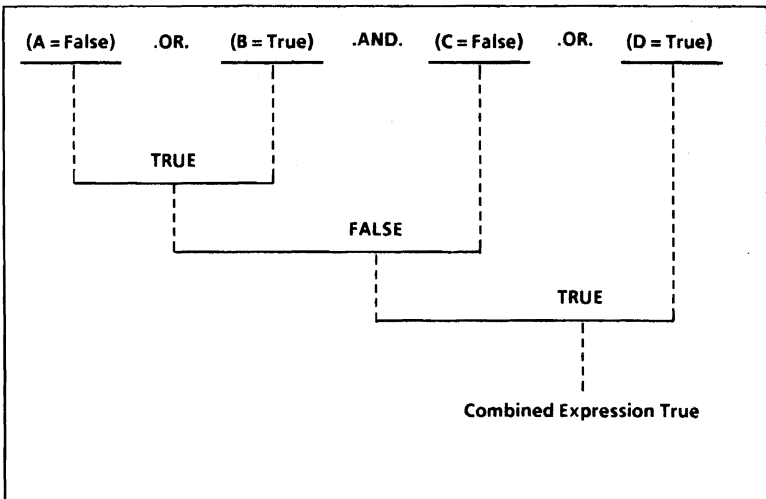 (A = False) .OR. (B = True) .AND. (C = False) .OR. (D = True)
TRUE
FALSE
TRUE
Combined Expression True